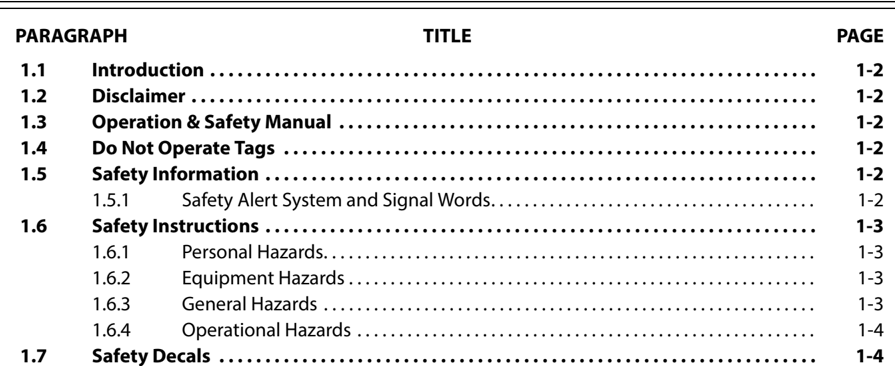 PARAGRAPH TITLE PAGE
1.1 Introduction . . . . . . . . . . . . . . . . . . . . . . . . . . . . . . . . . . . . . . . . . . . . . . . . . . . . . . . . . . . . . . . . . . 1-2
1.2 Disclaimer . . . . . . . . . . . . . . . . . . . . . . . . . . . . . . . . . . . . . . . . . . . . . . . . . . . . . . . . . . . . . . . . . . . . 1-2
1.3 Operation & Safety Manual . . . . . . . . . . . . . . . . . . . . . . . . . . . . . . . . . . . . . . . . . . . . . . . . . . . . 1-2
1.4 Do Not Operate Tags . . . . . . . . . . . . . . . . . . . . . . . . . . . . . . . . . . . . . . . . . . . . . . . . . . . . . . . . . . 1-2
1.5 Safety Information . . . . . . . . . . . . . . . . . . . . . . . . . . . . . . . . . . . . . . . . . . . . . . . . . . . . . . . . . . . . 1-2
1.5.1 Safety Alert System and Signal Words. . . . . . . . . . . . . . . . . . . . . . . . . . . . . . . . . . . 1-2
1.6 Safety Instructions . . . . . . . . . . . . . . . . . . . . . . . . . . . . . . . . . . . . . . . . . . . . . . . . . . . . . . . . . . . . 1-3
1.6.1 Personal Hazards. . . . . . . . . . . . . . . . . . . . . . . . . . . . . . . . . . . . . . . . . . . . . . . . . . . . . 1-3
1.6.2 Equipment Hazards . . . . . . . . . . . . . . . . . . . . . . . . . . . . . . . . . . . . . . . . . . . . . . . . . . 1-3
1.6.3 General Hazards . . . . . . . . . . . . . . . . . . . . . . . . . . . . . . . . . . . . . . . . . . . . . . . . . . . . . 1-3
1.6.4 Operational Hazards . . . . . . . . . . . . . . . . . . . . . . . . . . . . . . . . . . . . . . . . . . . . . . . . . 1-4
1.7 Safety Decals . . . . . . . . . . . . . . . . . . . . . . . . . . . . . . . . . . . . . . . . . . . . . . . . . . . . . . . . . . . . . . . . . 1-4